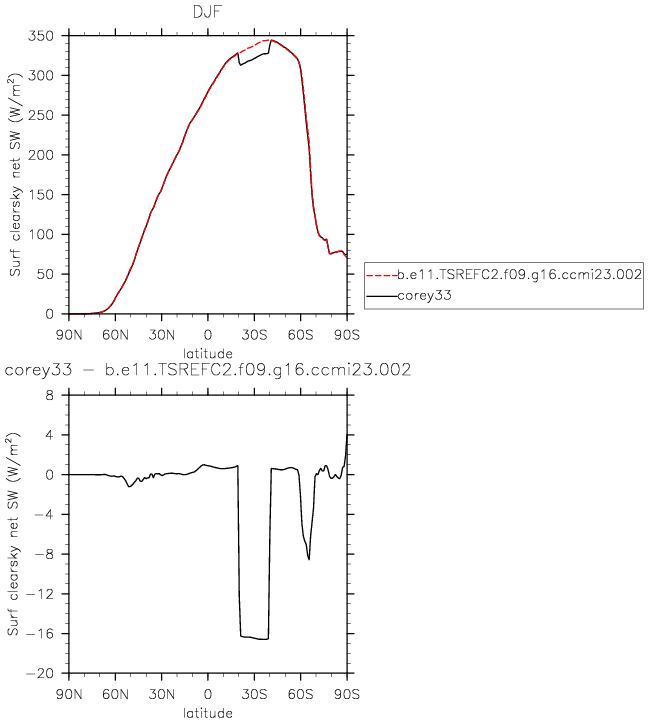 DJF
Surf clearsky net SW (W/m²)
350
300
250
200
150
100
50
0
90N 60N 30N 0 30S 60S 90S
latitude
b.e11.TSREFC2.f09.g16.ccmi23.002
corey33
corey33 − b.e11.TSREFC2.f09.g16.ccmi23.002
Surf clearsky net SW (W/m²)
8
4
0
−4
−8
−12
−16
−20
90N 60N 30N 0 30S 60S 90S
latitude